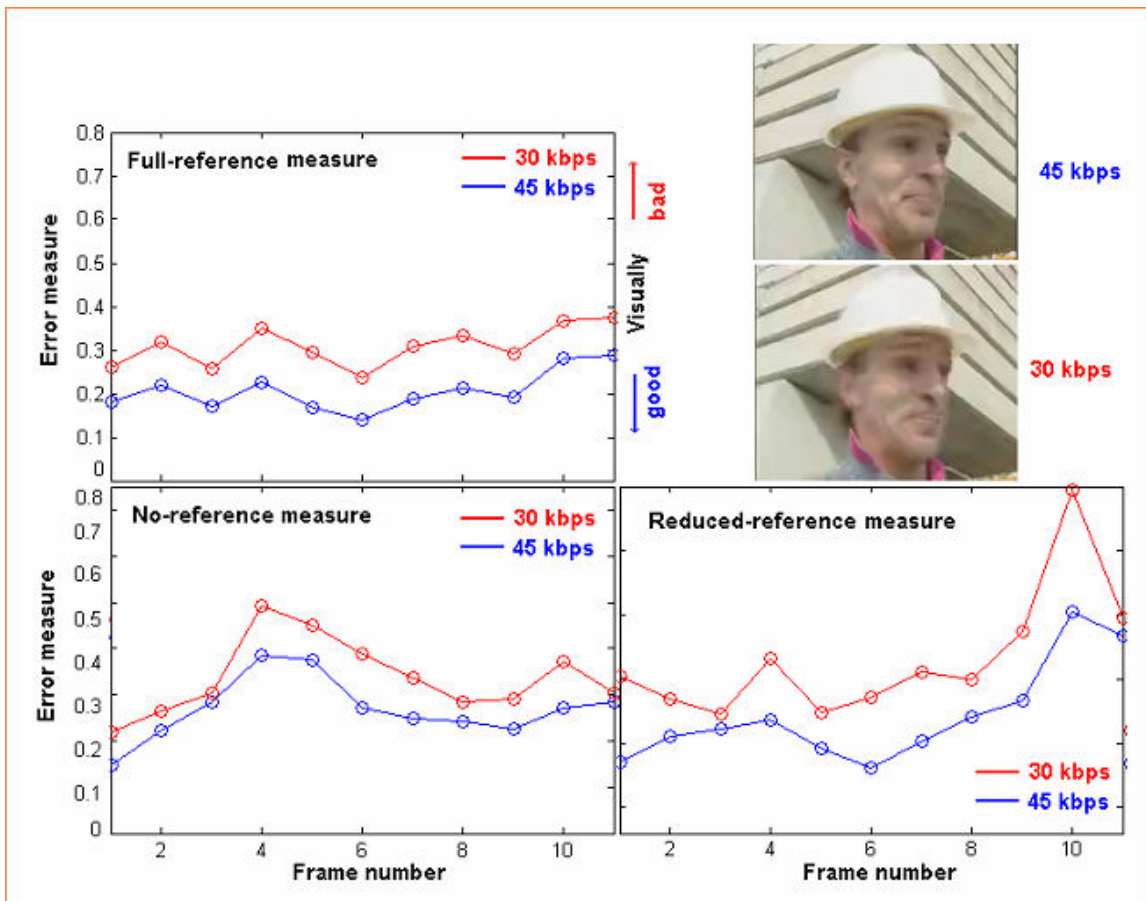 Full-reference measure
30 kbps
45 kbps
Error measure
0.8
0.7
0.6
0.5
0.4
0.3
0.2
0.1
0
bad
Visually
good
45 kbps
30 kbps
No-reference measure
30 kbps
45 kbps
Error measure
0.8
0.7
0.6
0.5
0.4
0.3
0.2
0.1
0
2 4 6 8 10
Frame number
Reduced-reference measure
30 kbps
45 kbps
2 4 6 8 10
Frame number